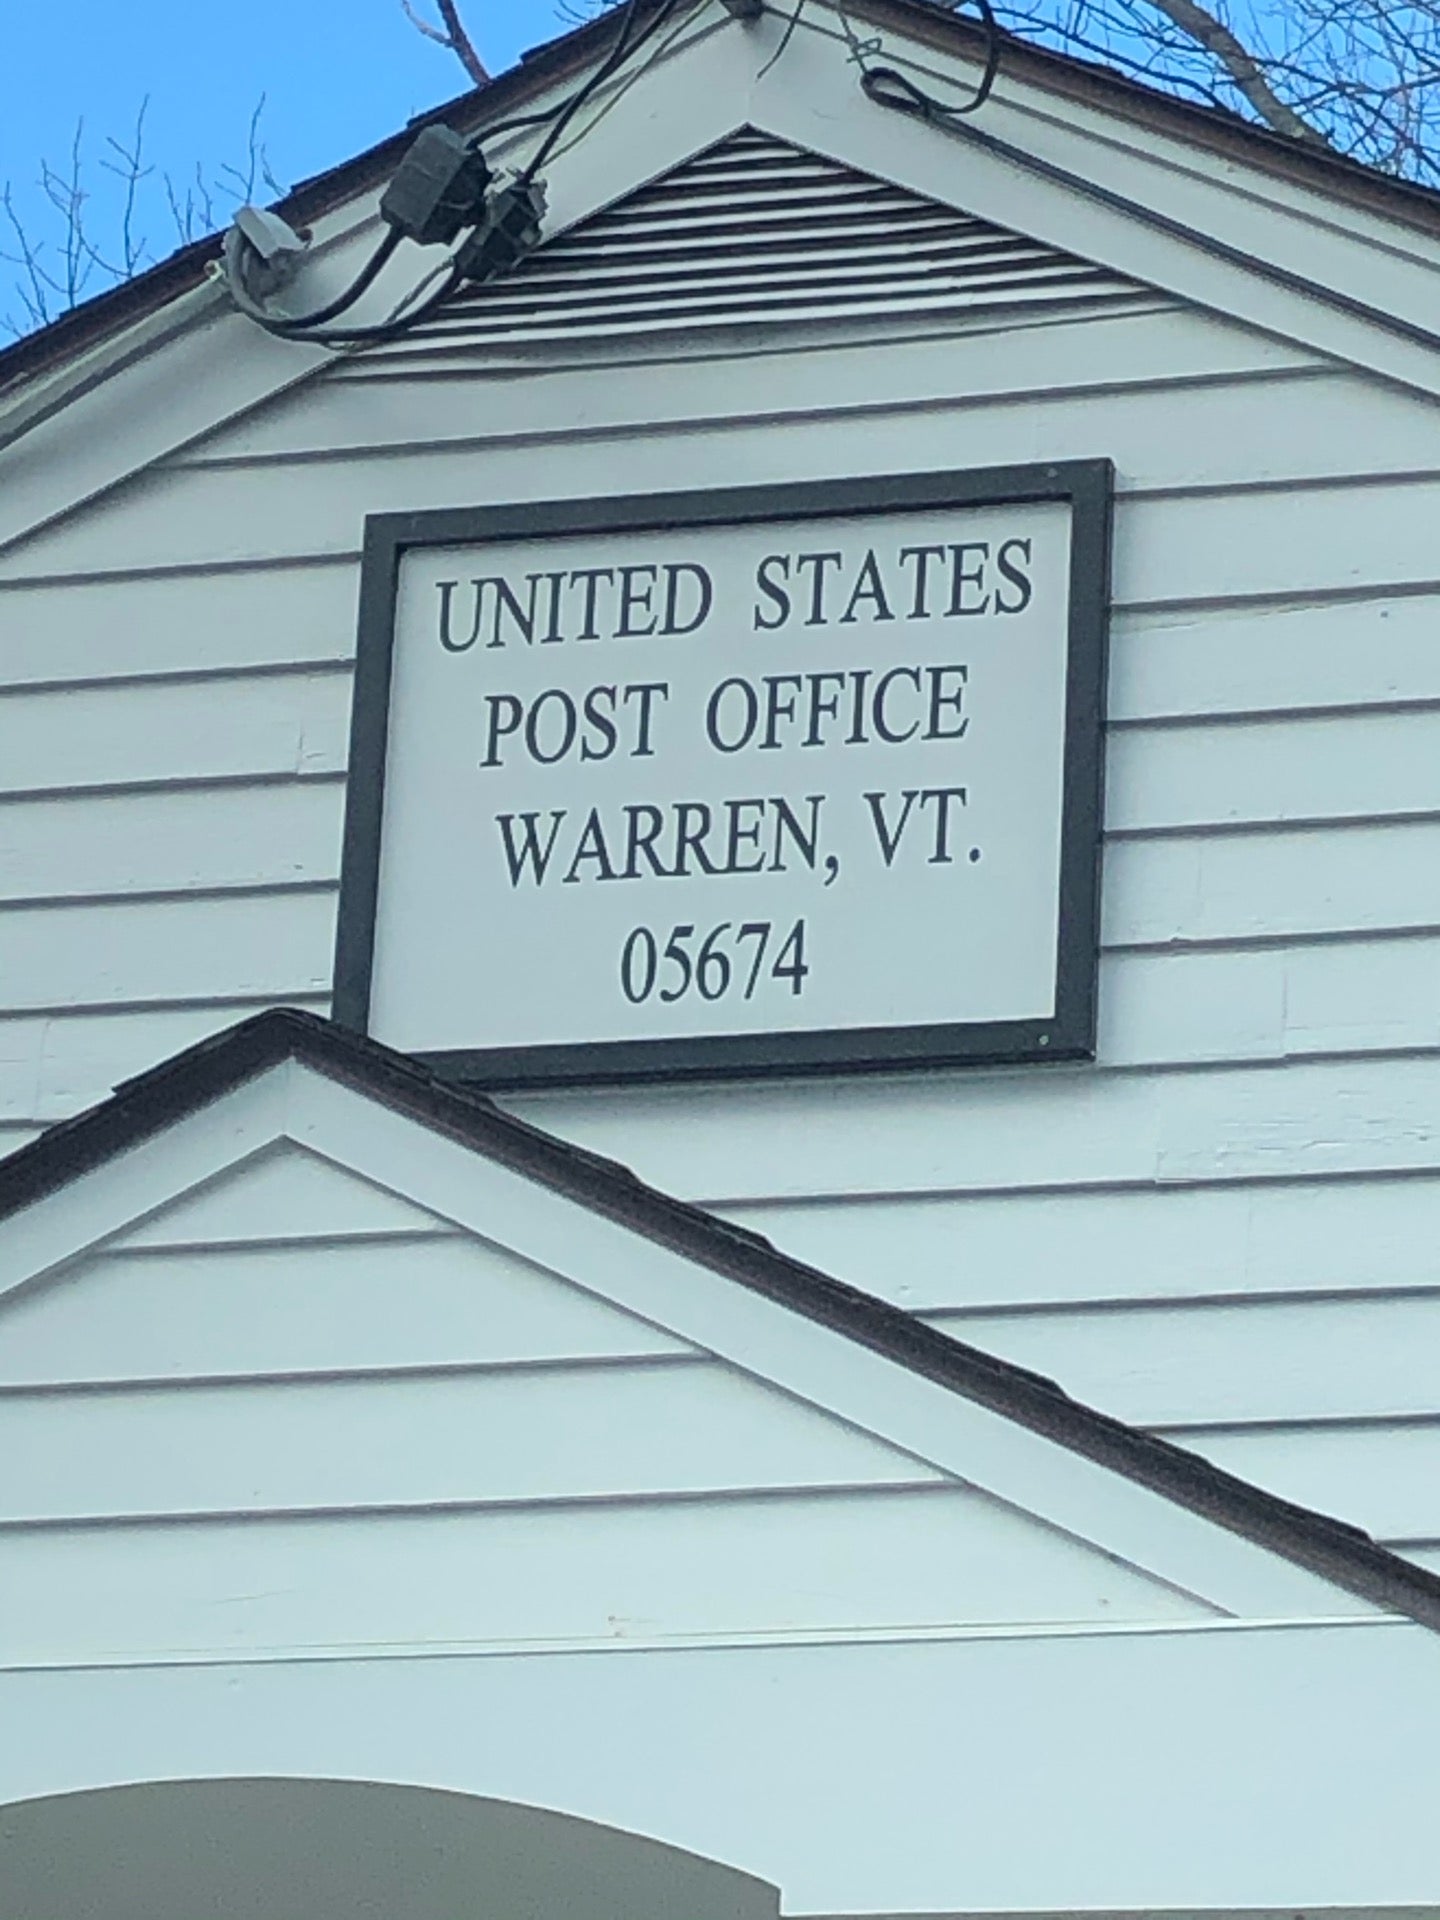 UNITED STATES
POST OFFICE
WARREN, VT.
05674